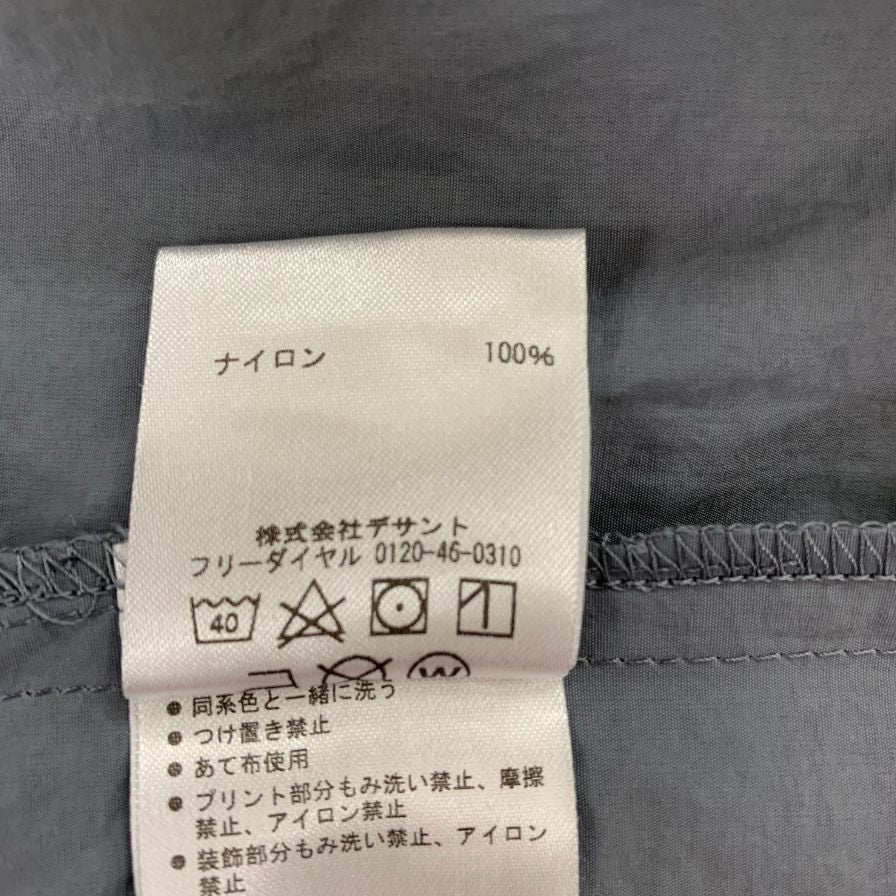 ナイロン 100%
株式会社デサント
フリーダイヤル 0120-46-0310
40
W
● 同系色と一緒に洗う
● つけ置き禁止
● あて布使用
● プリント部分もみ洗い禁止、摩擦
禁止、アイロン禁止
● 装飾部分もみ洗い禁止、アイロン
禁止